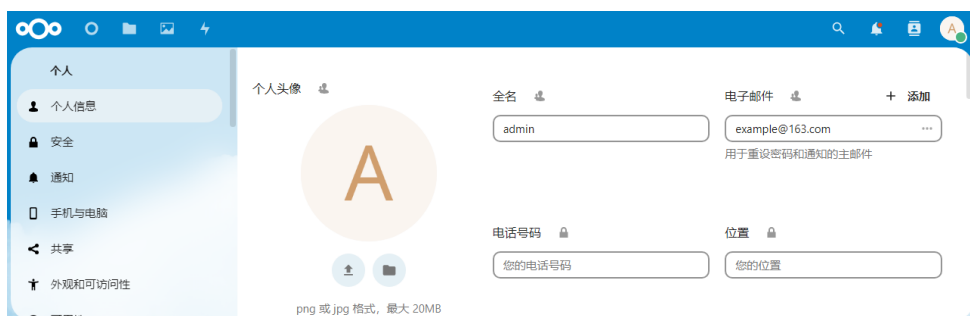 A
个人
个人信息
安全
通知
手机与电脑
共享
外观和可访问性
个人头像
A
png 或 jpg 格式，最大 20MB
全名
admin
电子邮件
添加
example@163.com
用于重设密码和通知的主邮件
电话号码
您的电话号码
位置
您的位置